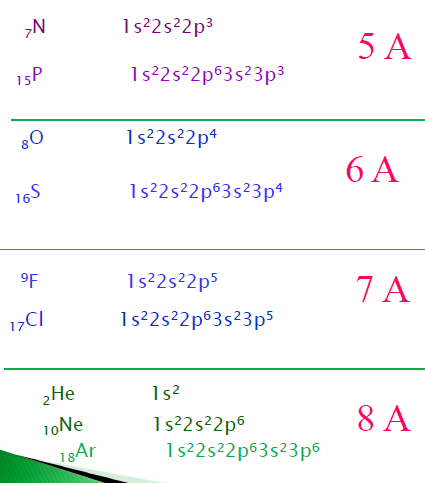 ₇N 1s²2s²2p³
5 A
₁₅P 1s²2s²2p⁶3s²3p³
₈O 1s²2s²2p⁴
6 A
₁₆S 1s²2s²2p⁶3s²3p⁴
⁹F 1s²2s²2p⁵
7 A
₁₇Cl 1s²2s²2p⁶3s²3p⁵
₂He 1s²
₁₀Ne 1s²2s²2p⁶
8 A
₁₈Ar 1s²2s²2p⁶3s²3p⁶